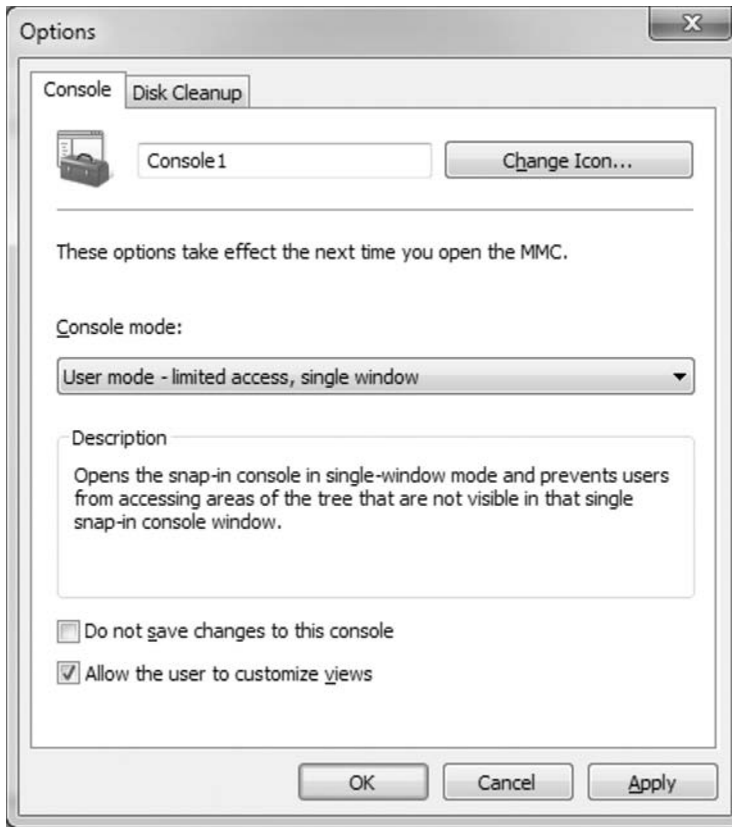 Options
Console
Disk Cleanup
Console1
Change Icon...
These options take effect the next time you open the MMC.
Console mode:
User mode - limited access, single window
Description
Opens the snap-in console in single-window mode and prevents users
from accessing areas of the tree that are not visible in that single
snap-in console window.
Do not save changes to this console
Allow the user to customize views
OK
Cancel
Apply